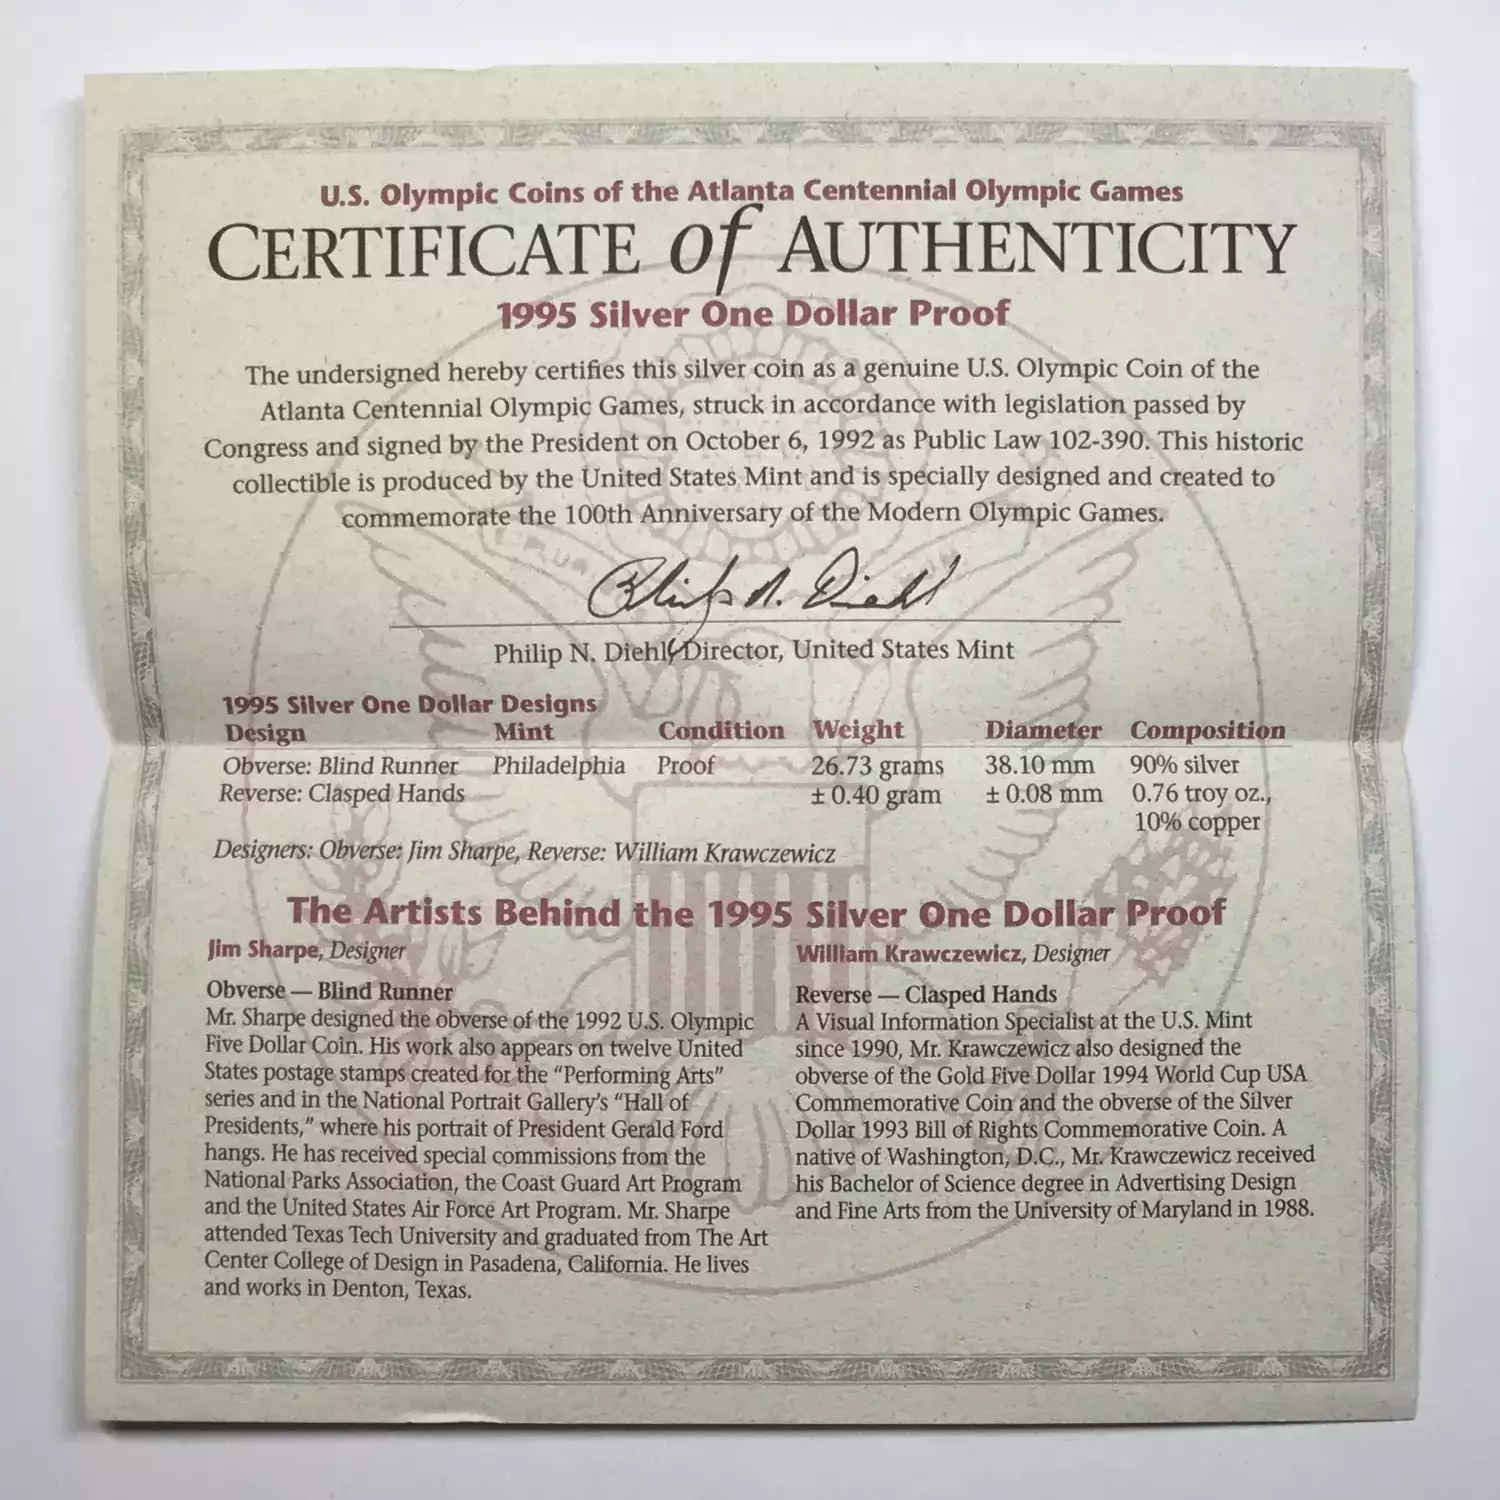 U.S. Olympic Coins of the Atlanta Centennial Olympic Games
CERTIFICATE of AUTHENTICITY
1995 Silver One Dollar Proof
The undersigned hereby certifies this silver coin as a genuine U.S. Olympic Coin of the
Atlanta Centennial Olympic Games, struck in accordance with legislation passed by
Congress and signed by the President on October 6, 1992 as Public Law 102-390. This historic
collectible is produced by the United States Mint and is specially designed and created to
commemorate the 100th Anniversary of the Modern Olympic Games.
Philip N. Diehl
Philip N. Diehl, Director, United States Mint
1995 Silver One Dollar Designs
Design Mint Condition Weight Diameter Composition
Obverse: Blind Runner Philadelphia Proof 26.73 grams 38.10 mm 90% silver
Reverse: Clasped Hands ± 0.40 gram ± 0.08 mm 0.76 troy oz.,
10% copper
Designers: Obverse: Jim Sharpe, Reverse: William Krawczewicz
The Artists Behind the 1995 Silver One Dollar Proof
Jim Sharpe, Designer
Obverse — Blind Runner
Mr. Sharpe designed the obverse of the 1992 U.S. Olympic
Five Dollar Coin. His work also appears on twelve United
States postage stamps created for the “Performing Arts”
series and in the National Portrait Gallery’s “Hall of
Presidents,” where his portrait of President Gerald Ford
hangs. He has received special commissions from the
National Parks Association, the Coast Guard Art Program
and the United States Air Force Art Program. Mr. Sharpe
attended Texas Tech University and graduated from The Art
Center College of Design in Pasadena, California. He lives
and works in Denton, Texas.
William Krawczewicz, Designer
Reverse — Clasped Hands
A Visual Information Specialist at the U.S. Mint
since 1990, Mr. Krawczewicz also designed the
obverse of the Gold Five Dollar 1994 World Cup USA
Commemorative Coin and the obverse of the Silver
Dollar 1993 Bill of Rights Commemorative Coin. A
native of Washington, D.C., Mr. Krawczewicz received
his Bachelor of Science degree in Advertising Design
and Fine Arts from the University of Maryland in 1988.